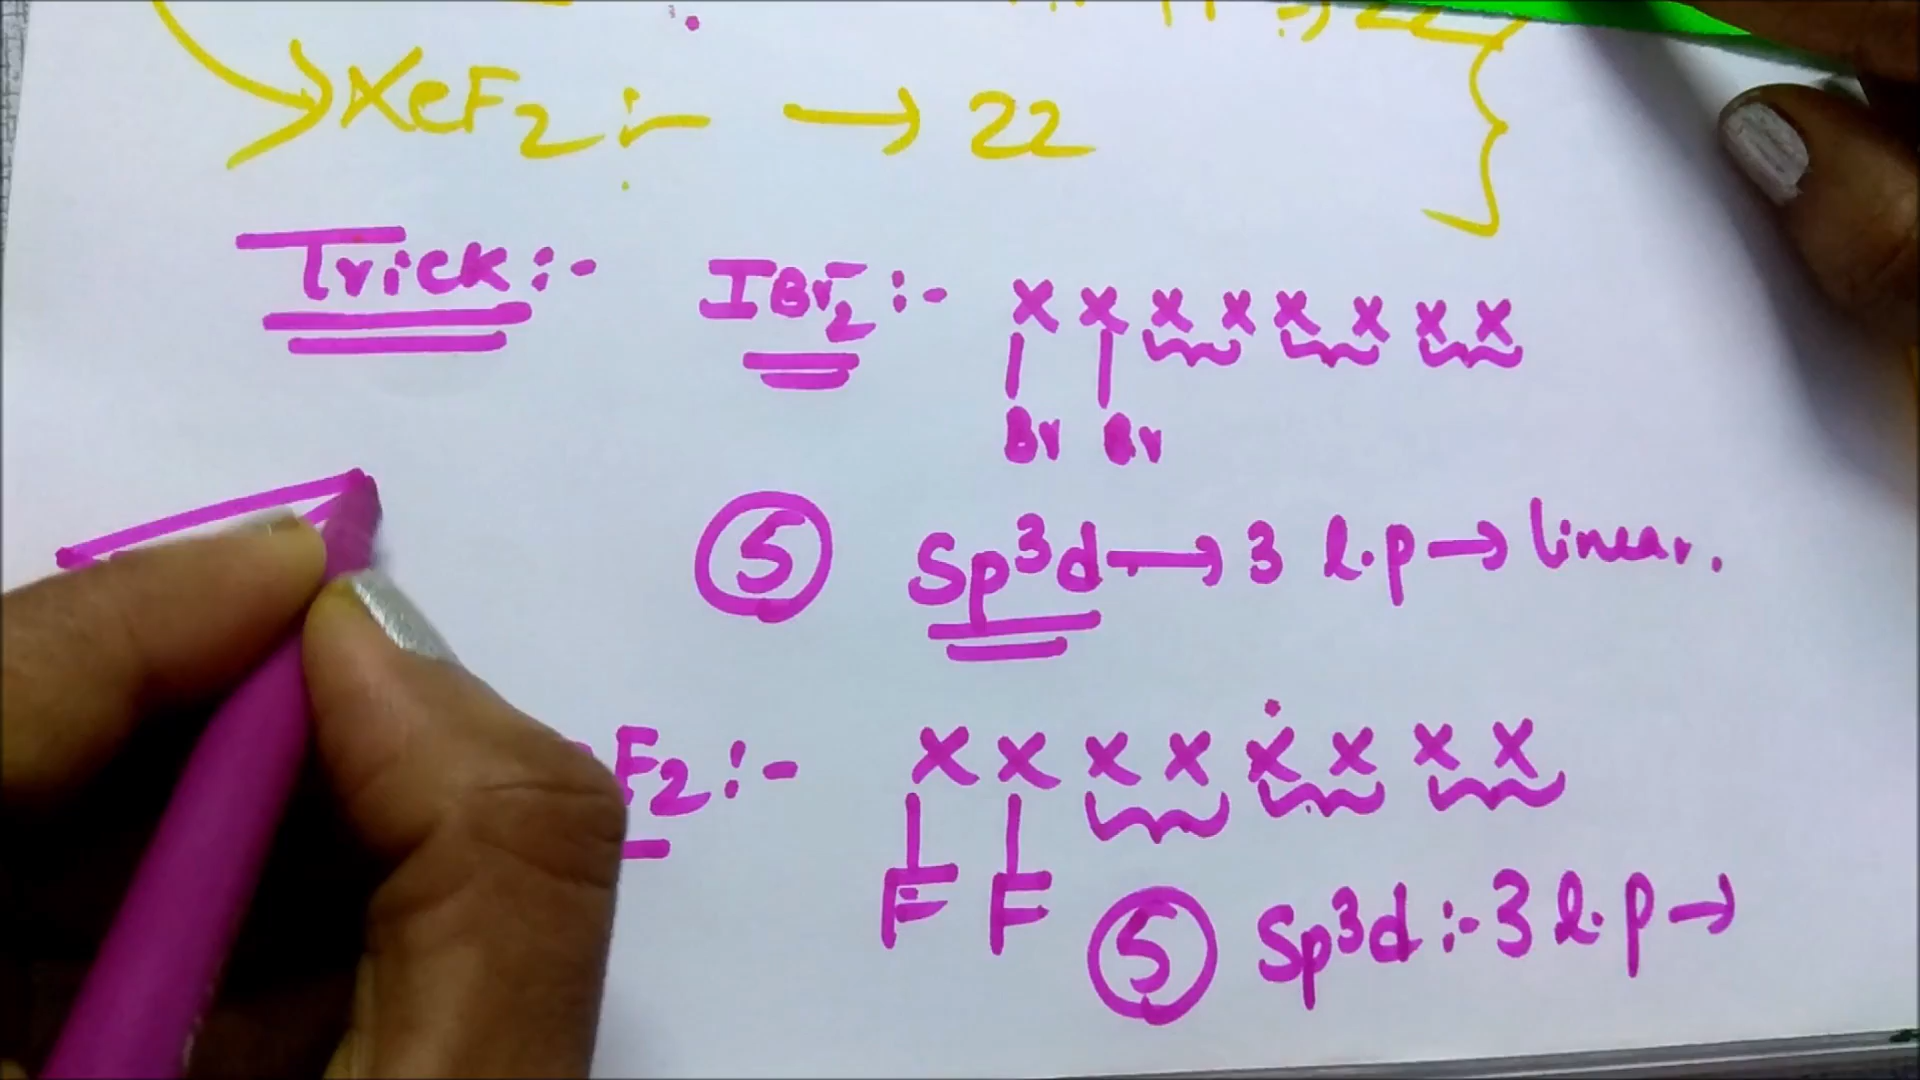 XeF2 :- → 22
Trick :- IBr2⁻ :- x x x x x x x x
Br Br
5 Sp³d → 3 l.p → linear.
F2 :- x x x x x x x x
F F
5 Sp³d :- 3 l.p →